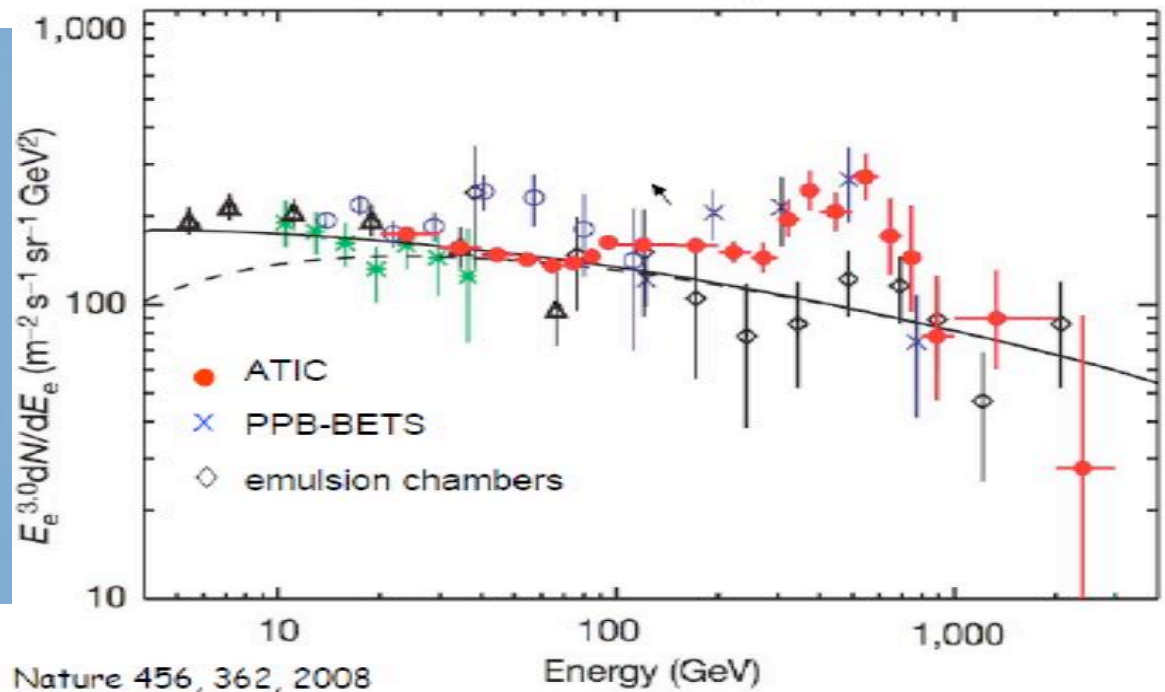 1,000
100
10
E_e^3.0 dN/dE_e (m^−2 s^−1 sr^−1 GeV^2)
ATIC
PPB-BETS
emulsion chambers
10 100 1,000
Energy (GeV)
Nature 456, 362, 2008